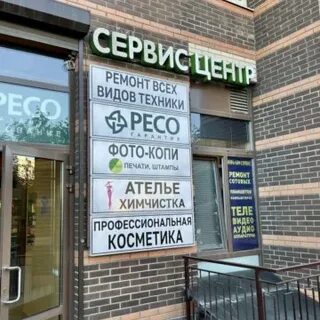 СЕРВИС ЦЕНТР
РЕМОНТ ВСЕХ
ВИДОВ ТЕХНИКИ
РЕСО
ГАРАНТИЯ
ФОТО-КОПИ
ПЕЧАТИ, ШТАМПЫ
АТЕЛЬЕ
ХИМЧИСТКА
ПРОФЕССИОНАЛЬНАЯ
КОСМЕТИКА
РЕСО
РЕМОНТ
СОТОВЫХ
ТЕЛЕ
ВИДЕО
АУДИО